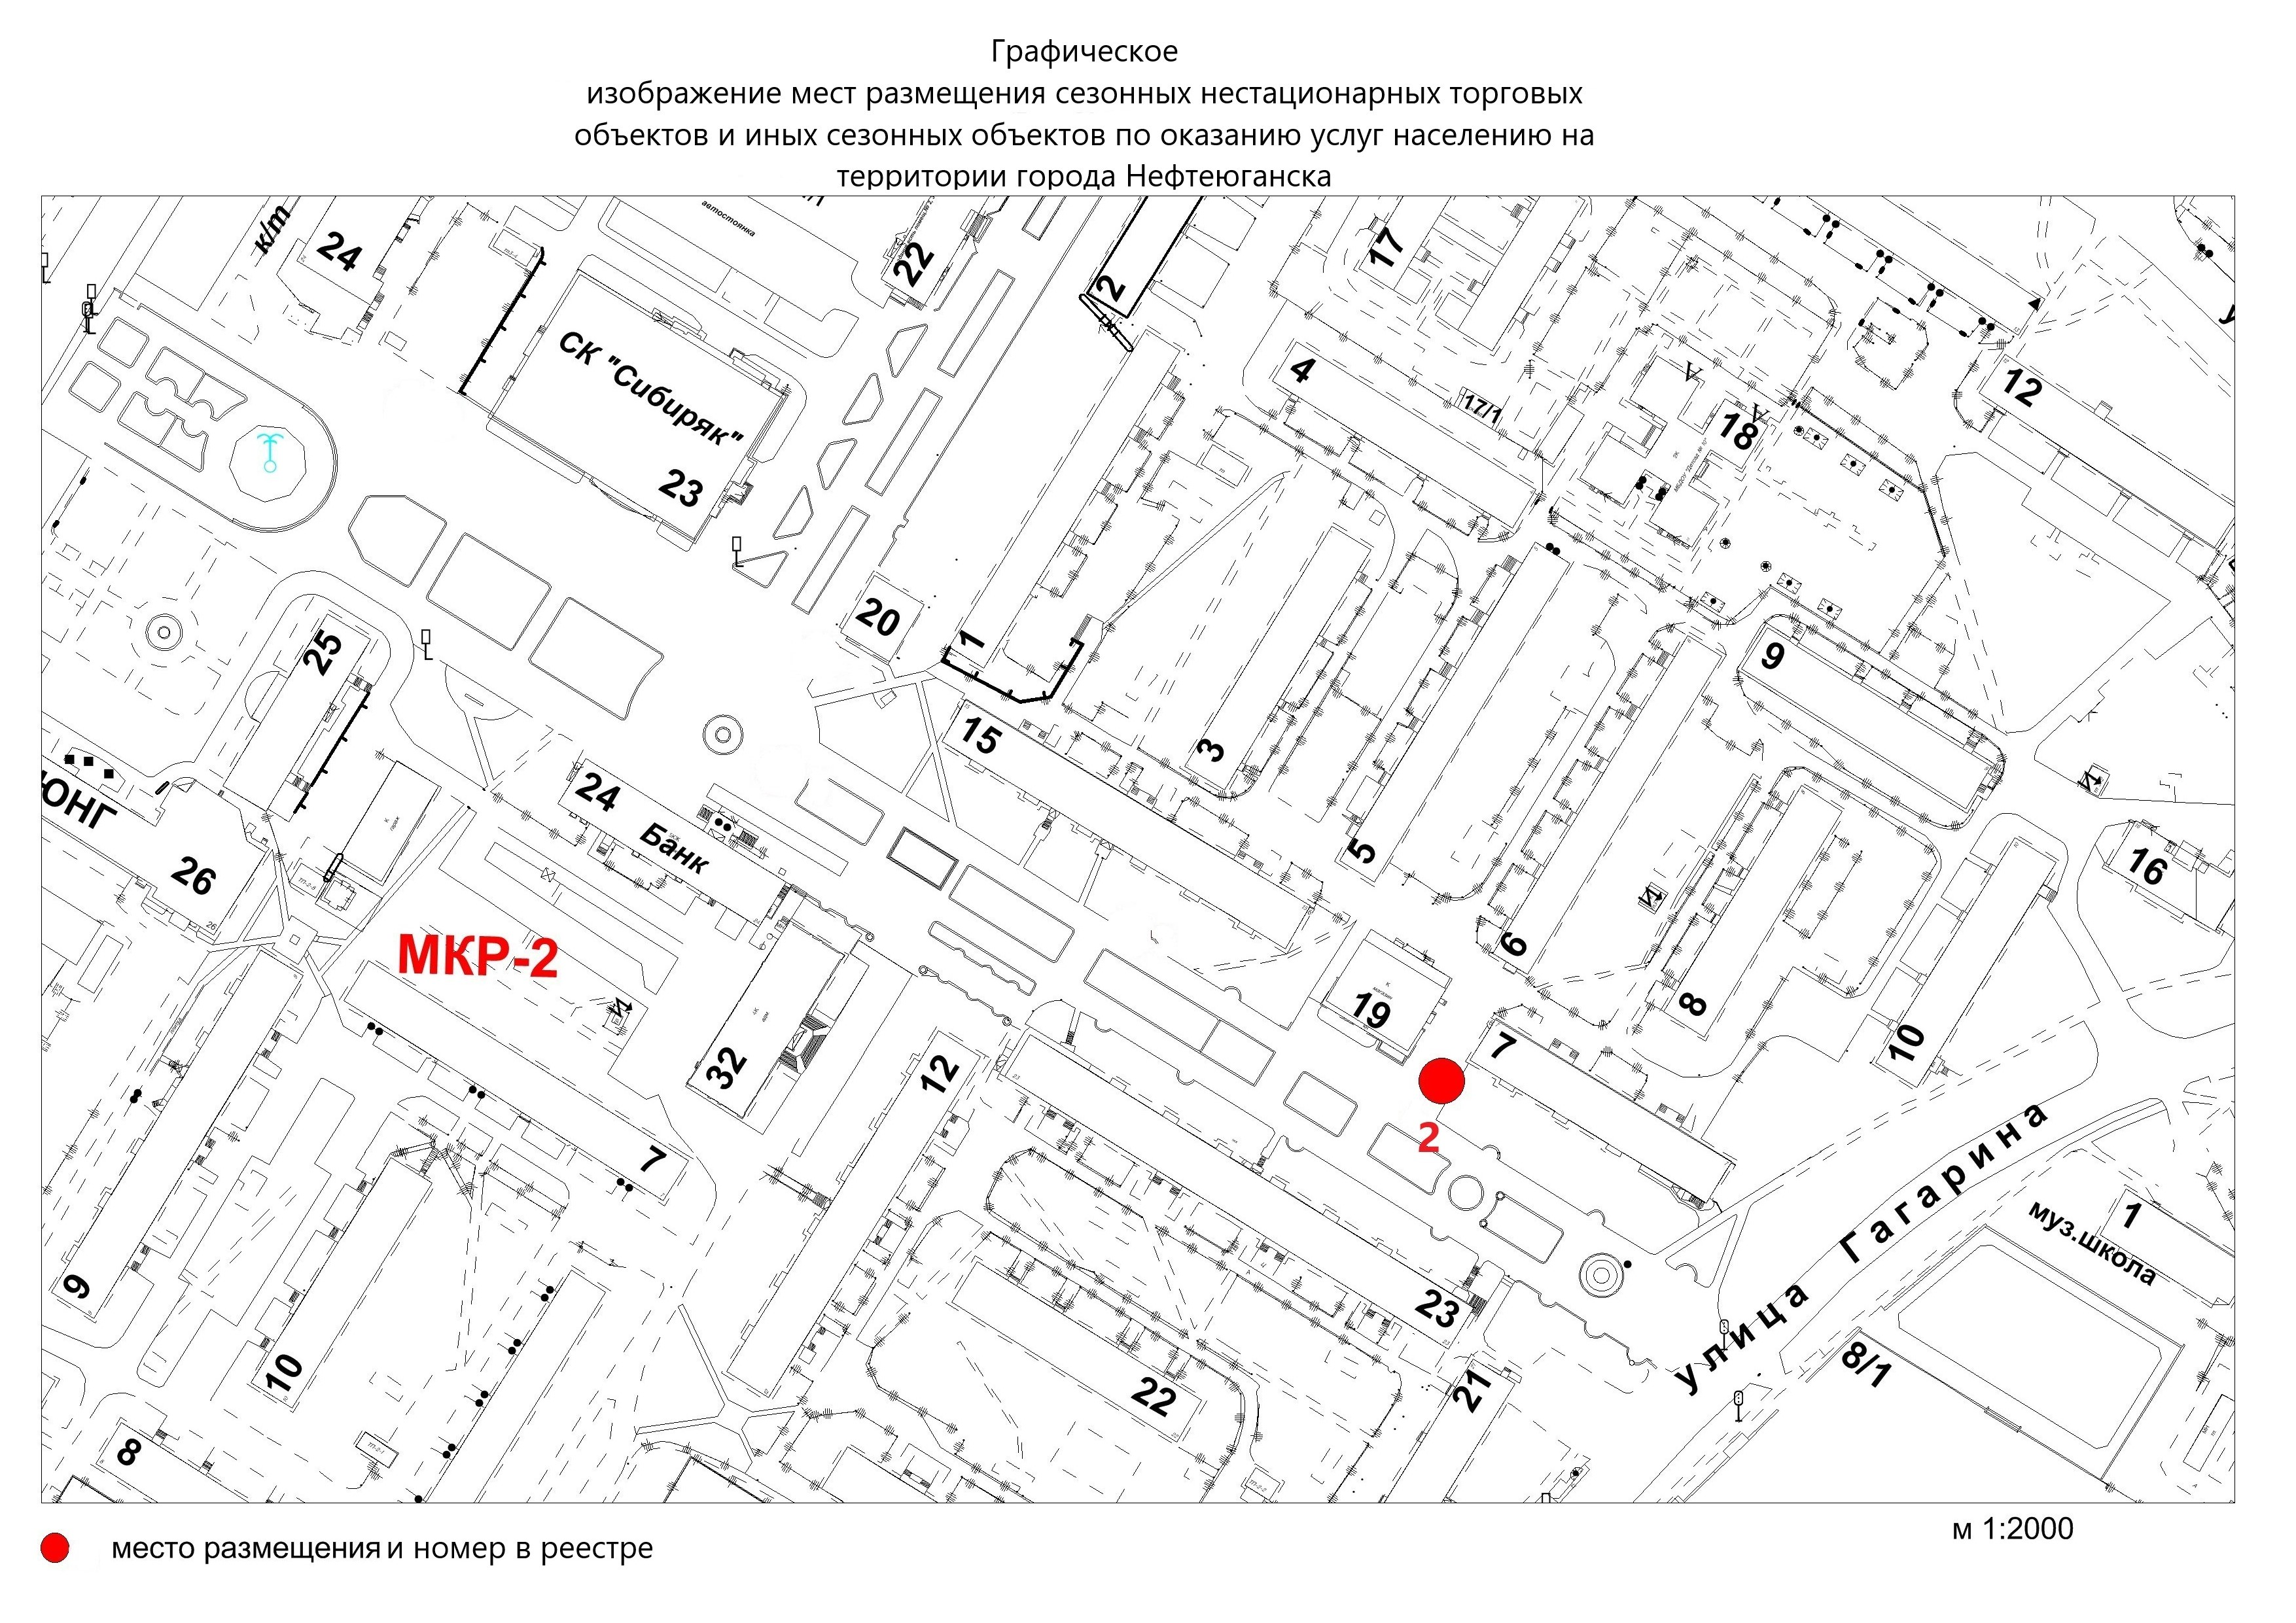 Графическое
изображение мест размещения сезонных нестационарных торговых
объектов и иных сезонных объектов по оказанию услуг населению на
территории города Нефтеюганска
к/т
24
автостоянка
22
2
17
СК "Сибиряк"
23
4
17/1
18
12
20
1
25
15
3
9
5
24
Банк
ЮНГ
26
16
6
МКР-2
19
8
7
10
32
12
2
7
улица Гагарина
1
муз.школа
9
23
10
22
21
8/1
8
м 1:2000
место размещения и номер в реестре